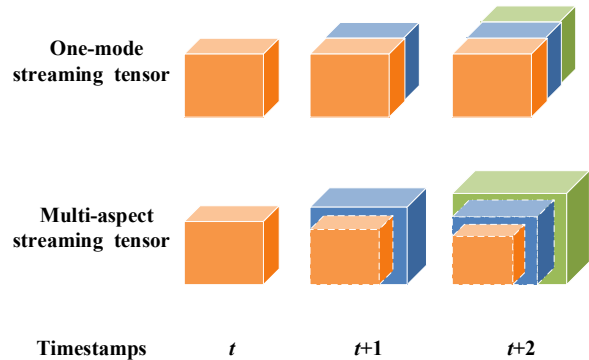 One-mode
streaming tensor
Multi-aspect
streaming tensor
Timestamps t t+1 t+2